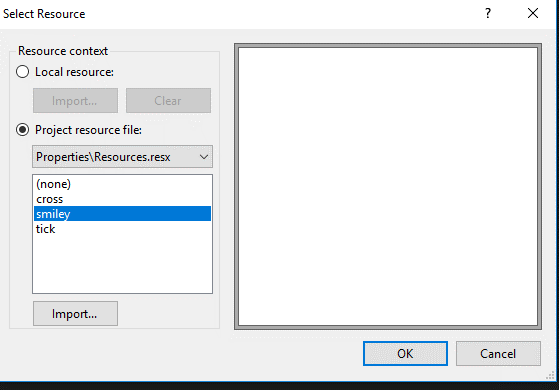 Select Resource
?
Resource context
Local resource:
Import... Clear
Project resource file:
Properties\Resources.resx
(none)
cross
smiley
tick
Import...
OK Cancel